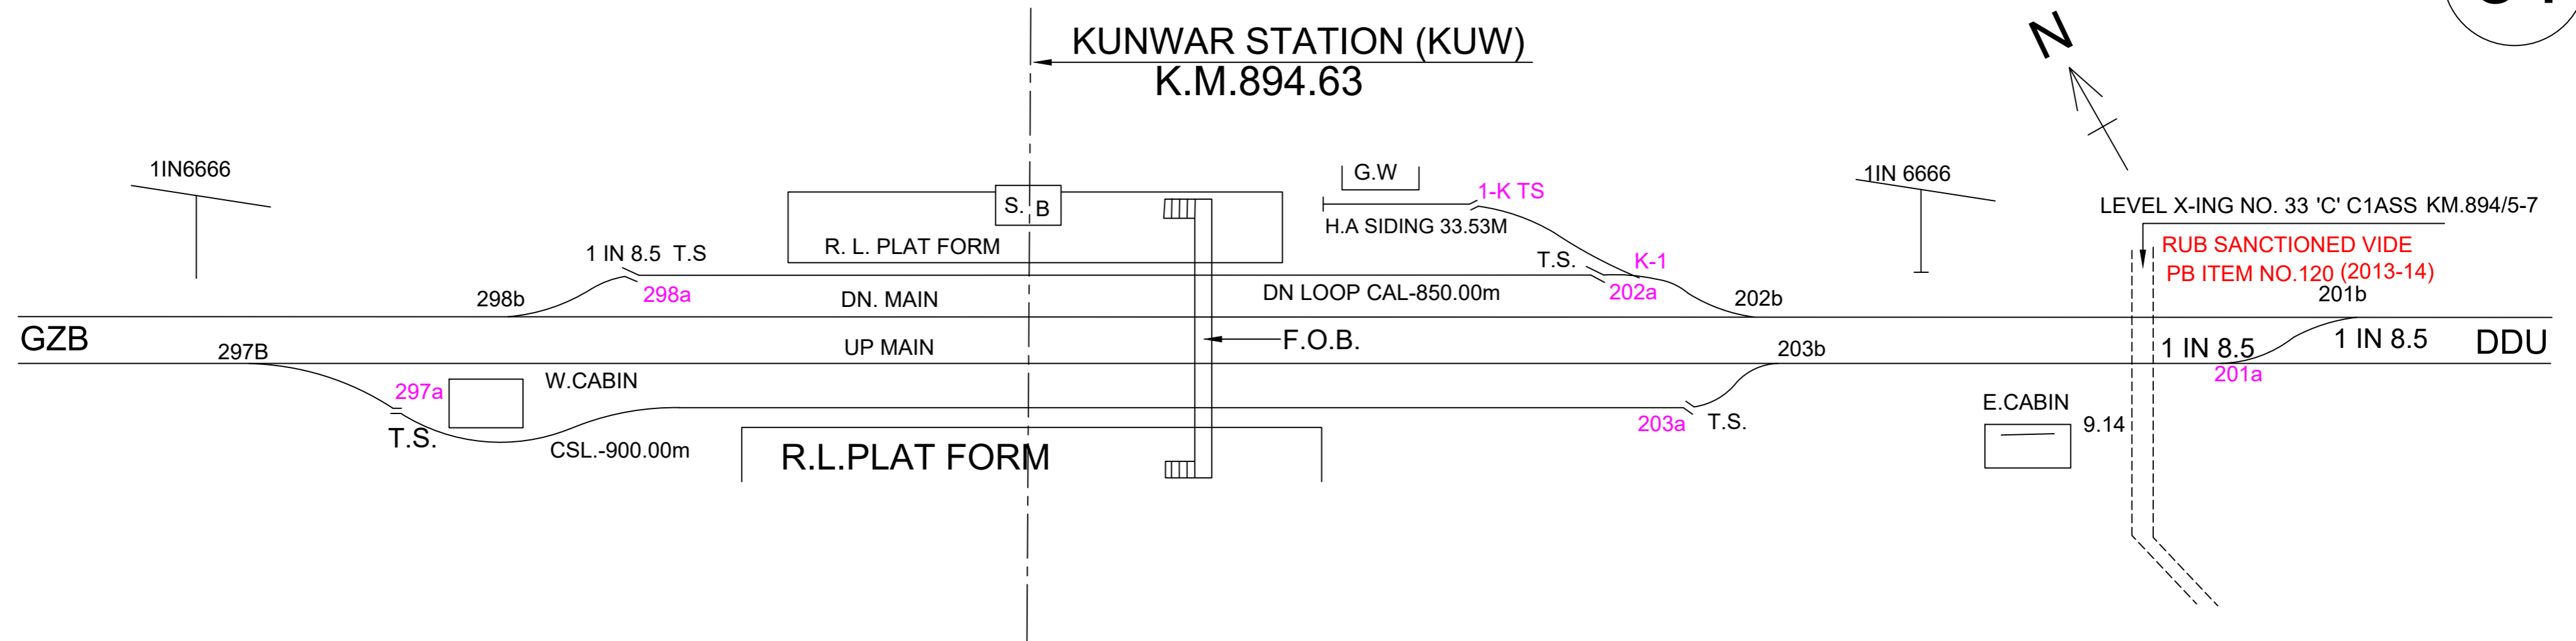 KUNWAR STATION (KUW)
K.M.894.63
N
1IN6666
G.W
1-K TS
1IN 6666
LEVEL X-ING NO. 33 'C' C1ASS KM.894/5-7
S. B
H.A SIDING 33.53M
RUB SANCTIONED VIDE
PB ITEM NO.120 (2013-14)
R. L. PLAT FORM
1 IN 8.5 T.S
T.S.
K-1
298b
298a
DN. MAIN
DN LOOP CAL-850.00m
202a
202b
201b
GZB
297B
UP MAIN
F.O.B.
203b
1 IN 8.5
1 IN 8.5
DDU
201a
297a
W.CABIN
E.CABIN
9.14
T.S.
CSL.-900.00m
R.L.PLAT FORM
203a
T.S.